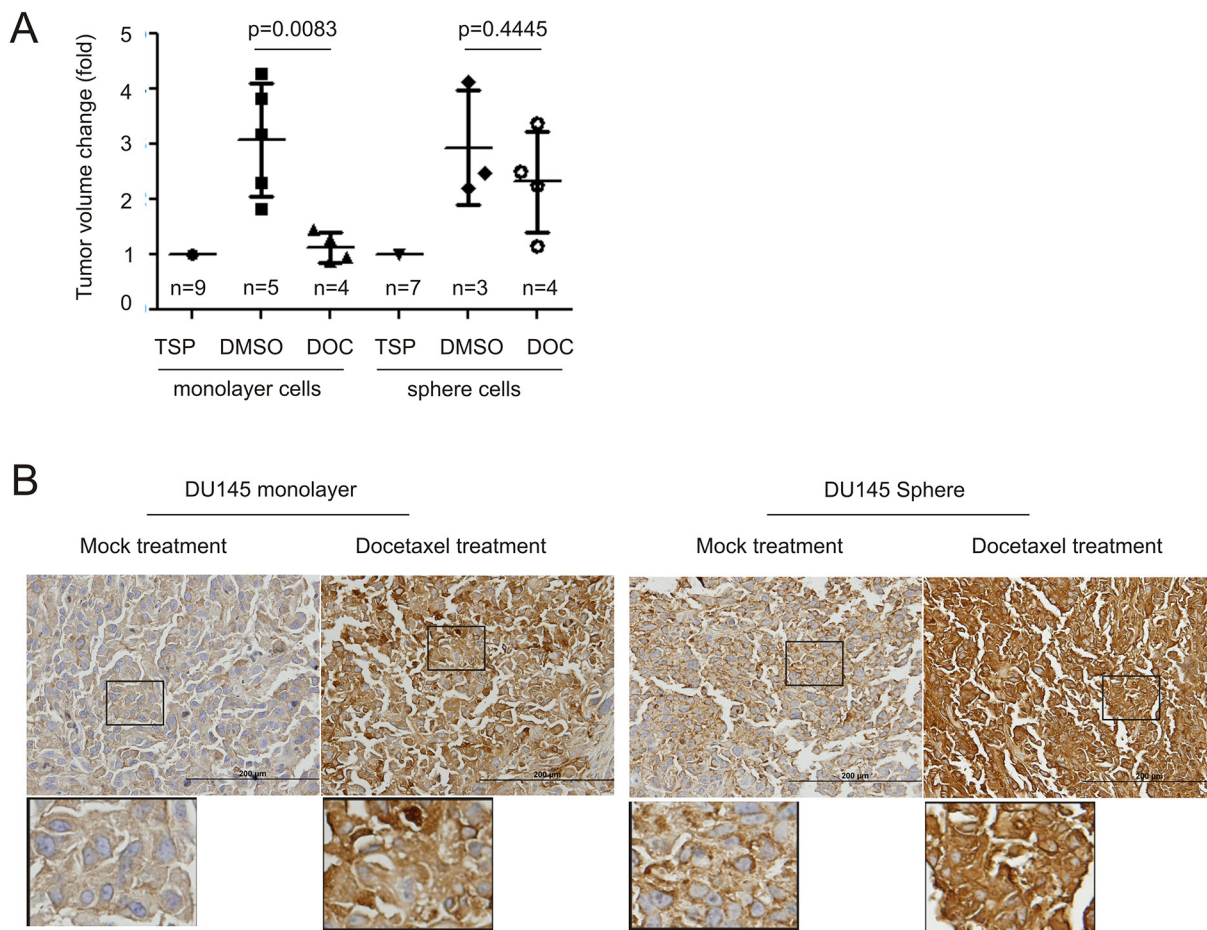 A
p=0.0083
p=0.4445
Tumor volume change (fold)
5
4
3
2
1
0
n=9
n=5
n=4
n=7
n=3
n=4
TSP
DMSO
DOC
TSP
DMSO
DOC
monolayer cells
sphere cells
B
DU145 monolayer
DU145 Sphere
Mock treatment
Docetaxel treatment
Mock treatment
Docetaxel treatment
200 µm
200 µm
200 µm
200 µm